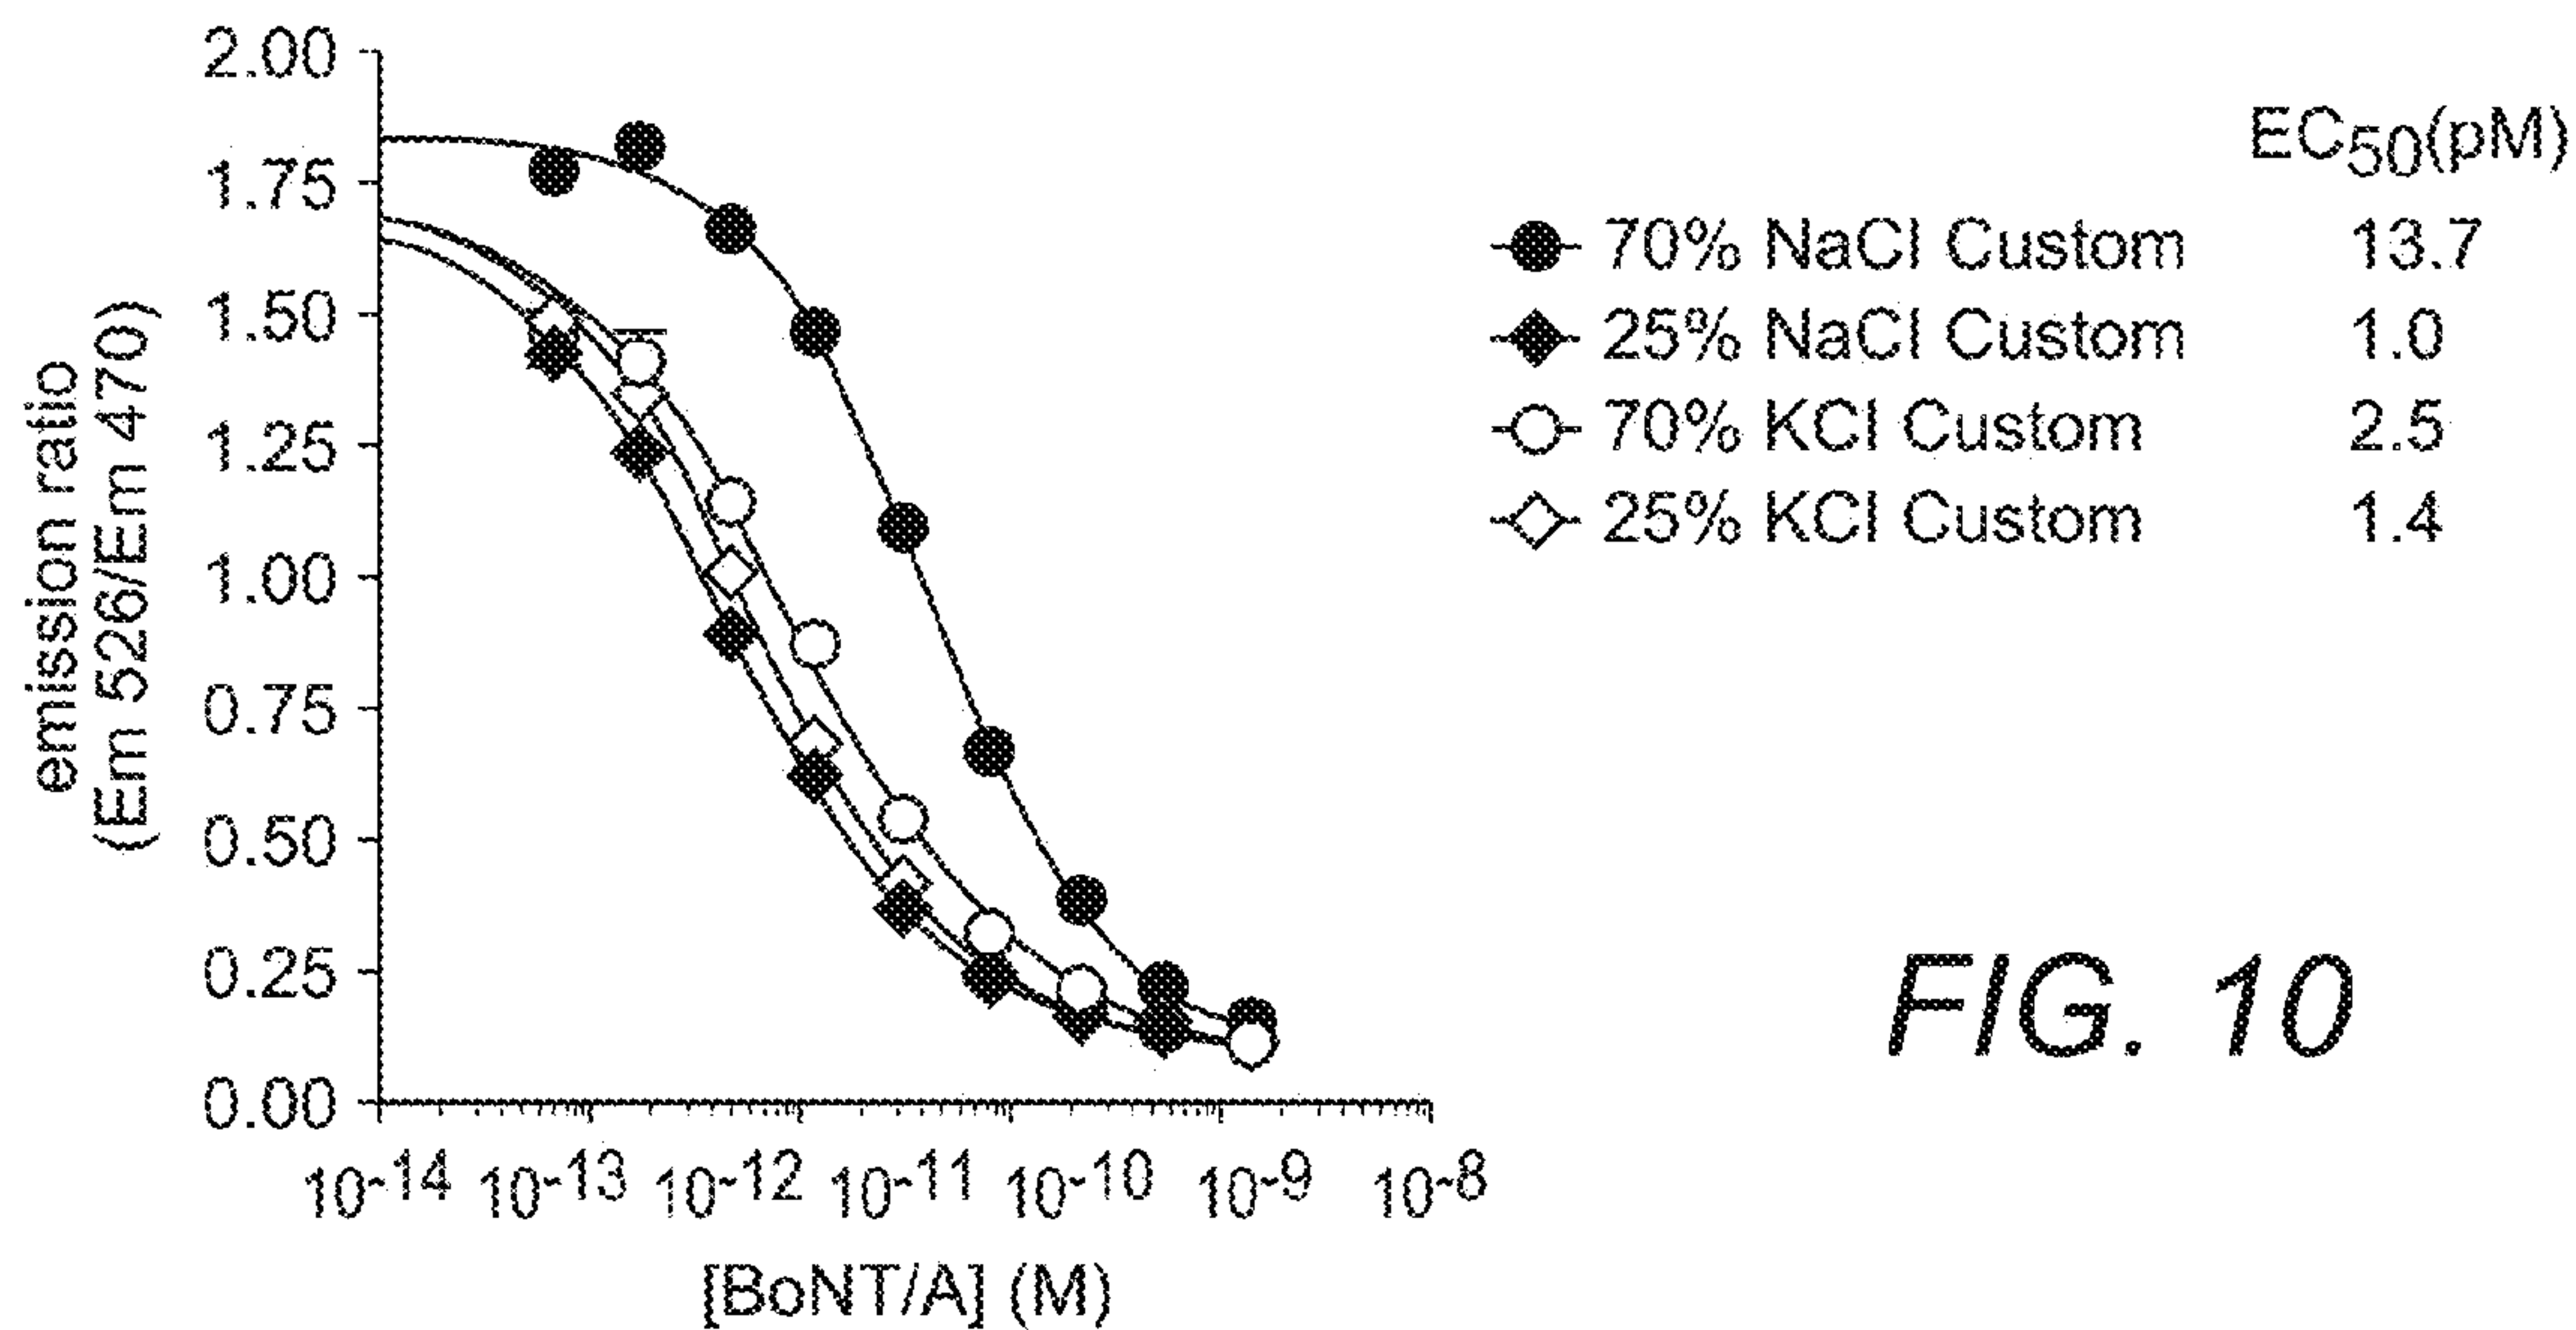 2.00
1.75
1.50
1.25
1.00
0.75
0.50
0.25
0.00
emission ratio
(Em 526/Em 470)
10-14 10-13 10-12 10-11 10-10 10-9 10-8
[BoNT/A] (M)
EC50(pM)
70% NaCl Custom 13.7
25% NaCl Custom 1.0
70% KCl Custom 2.5
25% KCl Custom 1.4
FIG. 10